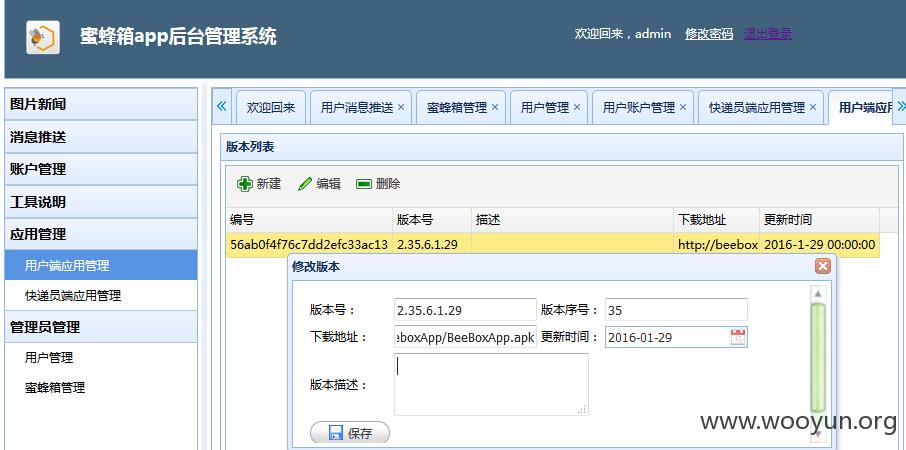 蜜蜂箱app后台管理系统
欢迎回来，admin 修改密码 退出登录
图片新闻
消息推送
账户管理
工具说明
应用管理
用户端应用管理
快递员端应用管理
管理员管理
用户管理
蜜蜂箱管理
欢迎回来 用户消息推送 蜜蜂箱管理 用户管理 用户账户管理 快递员端应用管理 用户端应
版本列表
新建 编辑 删除
编号 版本号 描述 下载地址 更新时间
56ab0f4f76c7dd2efc33ac13 2.35.6.1.29 http://beebox 2016-1-29 00:00:00
修改版本
版本号： 2.35.6.1.29 版本序号： 35
下载地址： eboxApp/BeeBoxApp.apk 更新时间： 2016-01-29
版本描述：
保存
www.wooyun.org